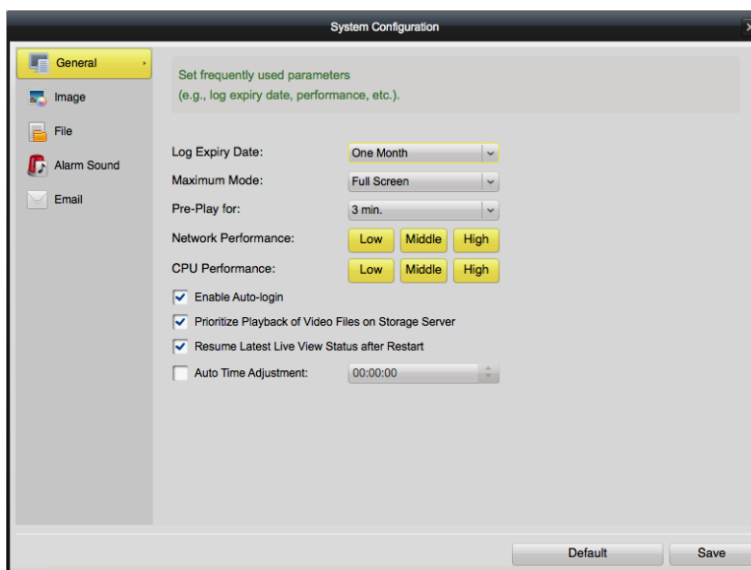 System Configuration
General
Image
File
Alarm Sound
Email
Set frequently used parameters
(e.g., log expiry date, performance, etc.).
Log Expiry Date: One Month
Maximum Mode: Full Screen
Pre-Play for: 3 min.
Network Performance: Low Middle High
CPU Performance: Low Middle High
Enable Auto-login
Prioritize Playback of Video Files on Storage Server
Resume Latest Live View Status after Restart
Auto Time Adjustment: 00:00:00
Default Save